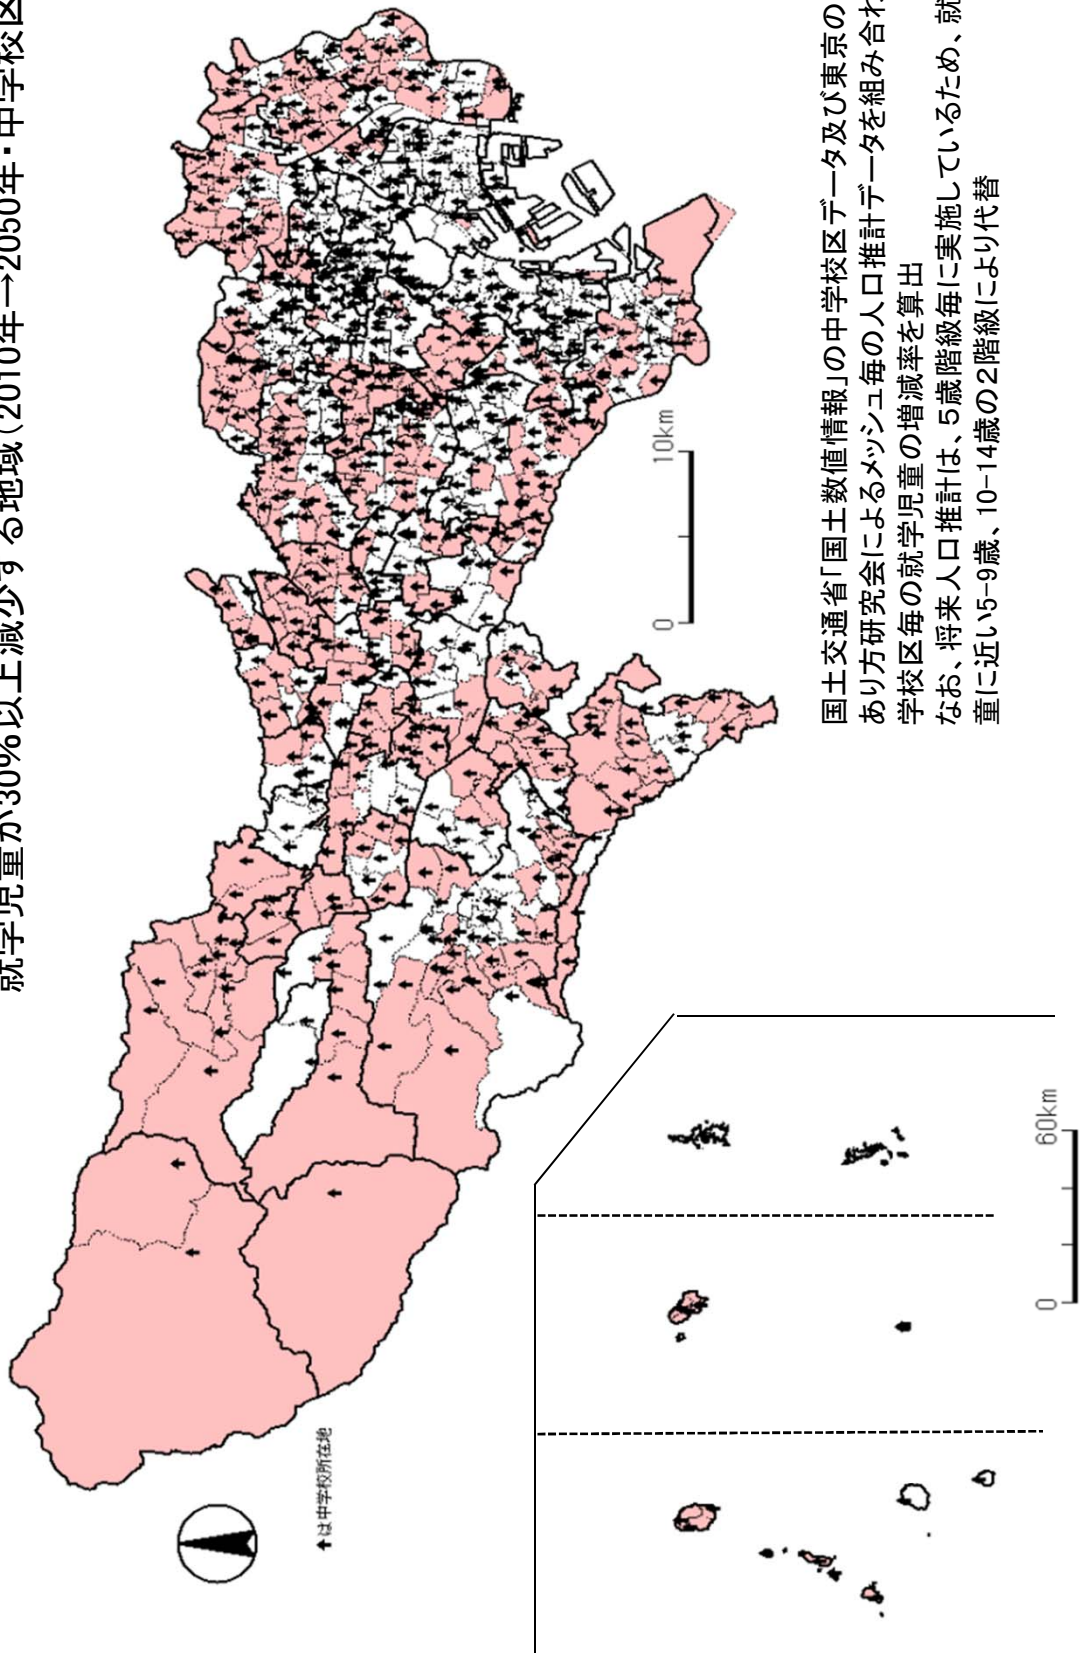 就学児童が30%以上減少する地域(2010年→2050年・中学校区
↑は中学校所在地
0 10km
0 60km
国土交通省「国土数値情報」の中学校区データ及び東京の
あり方研究会によるメッシュ毎の人口推計データを組み合わ
学校区毎の就学児童の増減率を算出
なお、将来人口推計は、5歳階級毎に実施しているため、就
童に近い5-9歳、10-14歳の2階級により代替